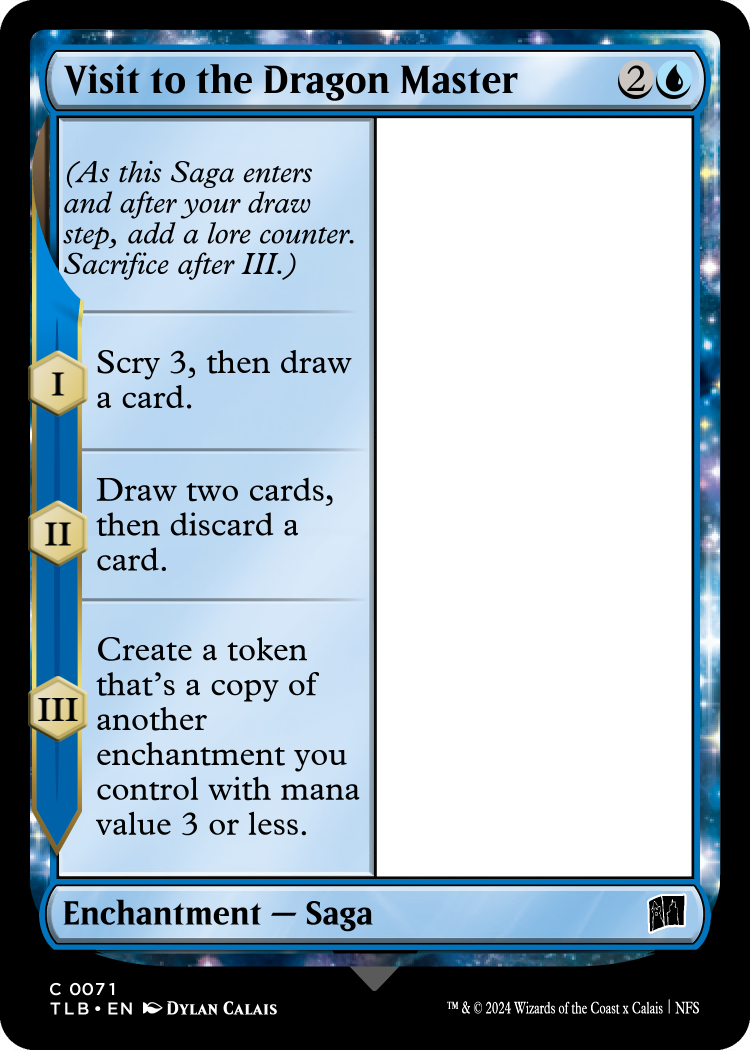 Visit to the Dragon Master 2
(As this Saga enters
and after your draw
step, add a lore counter.
Sacrifice after III.)
I
Scry 3, then draw
a card.
II
Draw two cards,
then discard a
card.
III
Create a token
that's a copy of
another
enchantment you
control with mana
value 3 or less.
Enchantment — Saga
C 0071
TLB • EN Dylan Calais
™ & © 2024 Wizards of the Coast x Calais | NFS